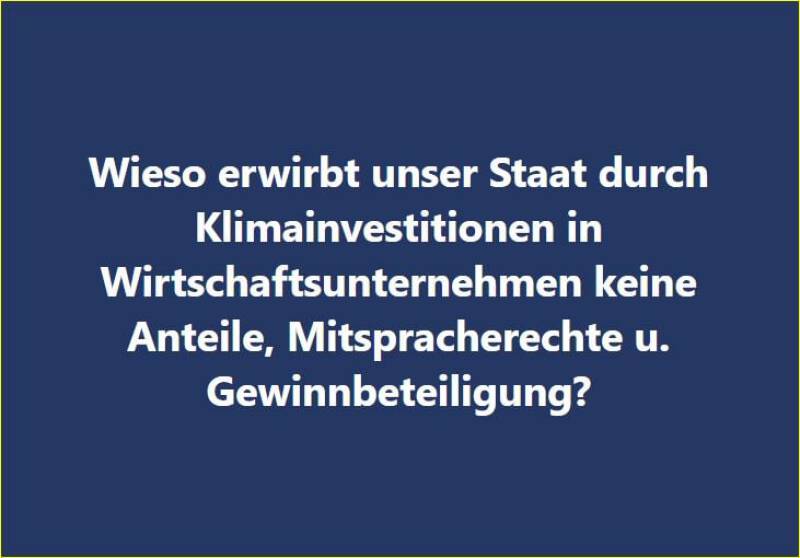 Wieso erwirbt unser Staat durch
Klimainvestitionen in
Wirtschaftsunternehmen keine
Anteile, Mitspracherechte u.
Gewinnbeteiligung?